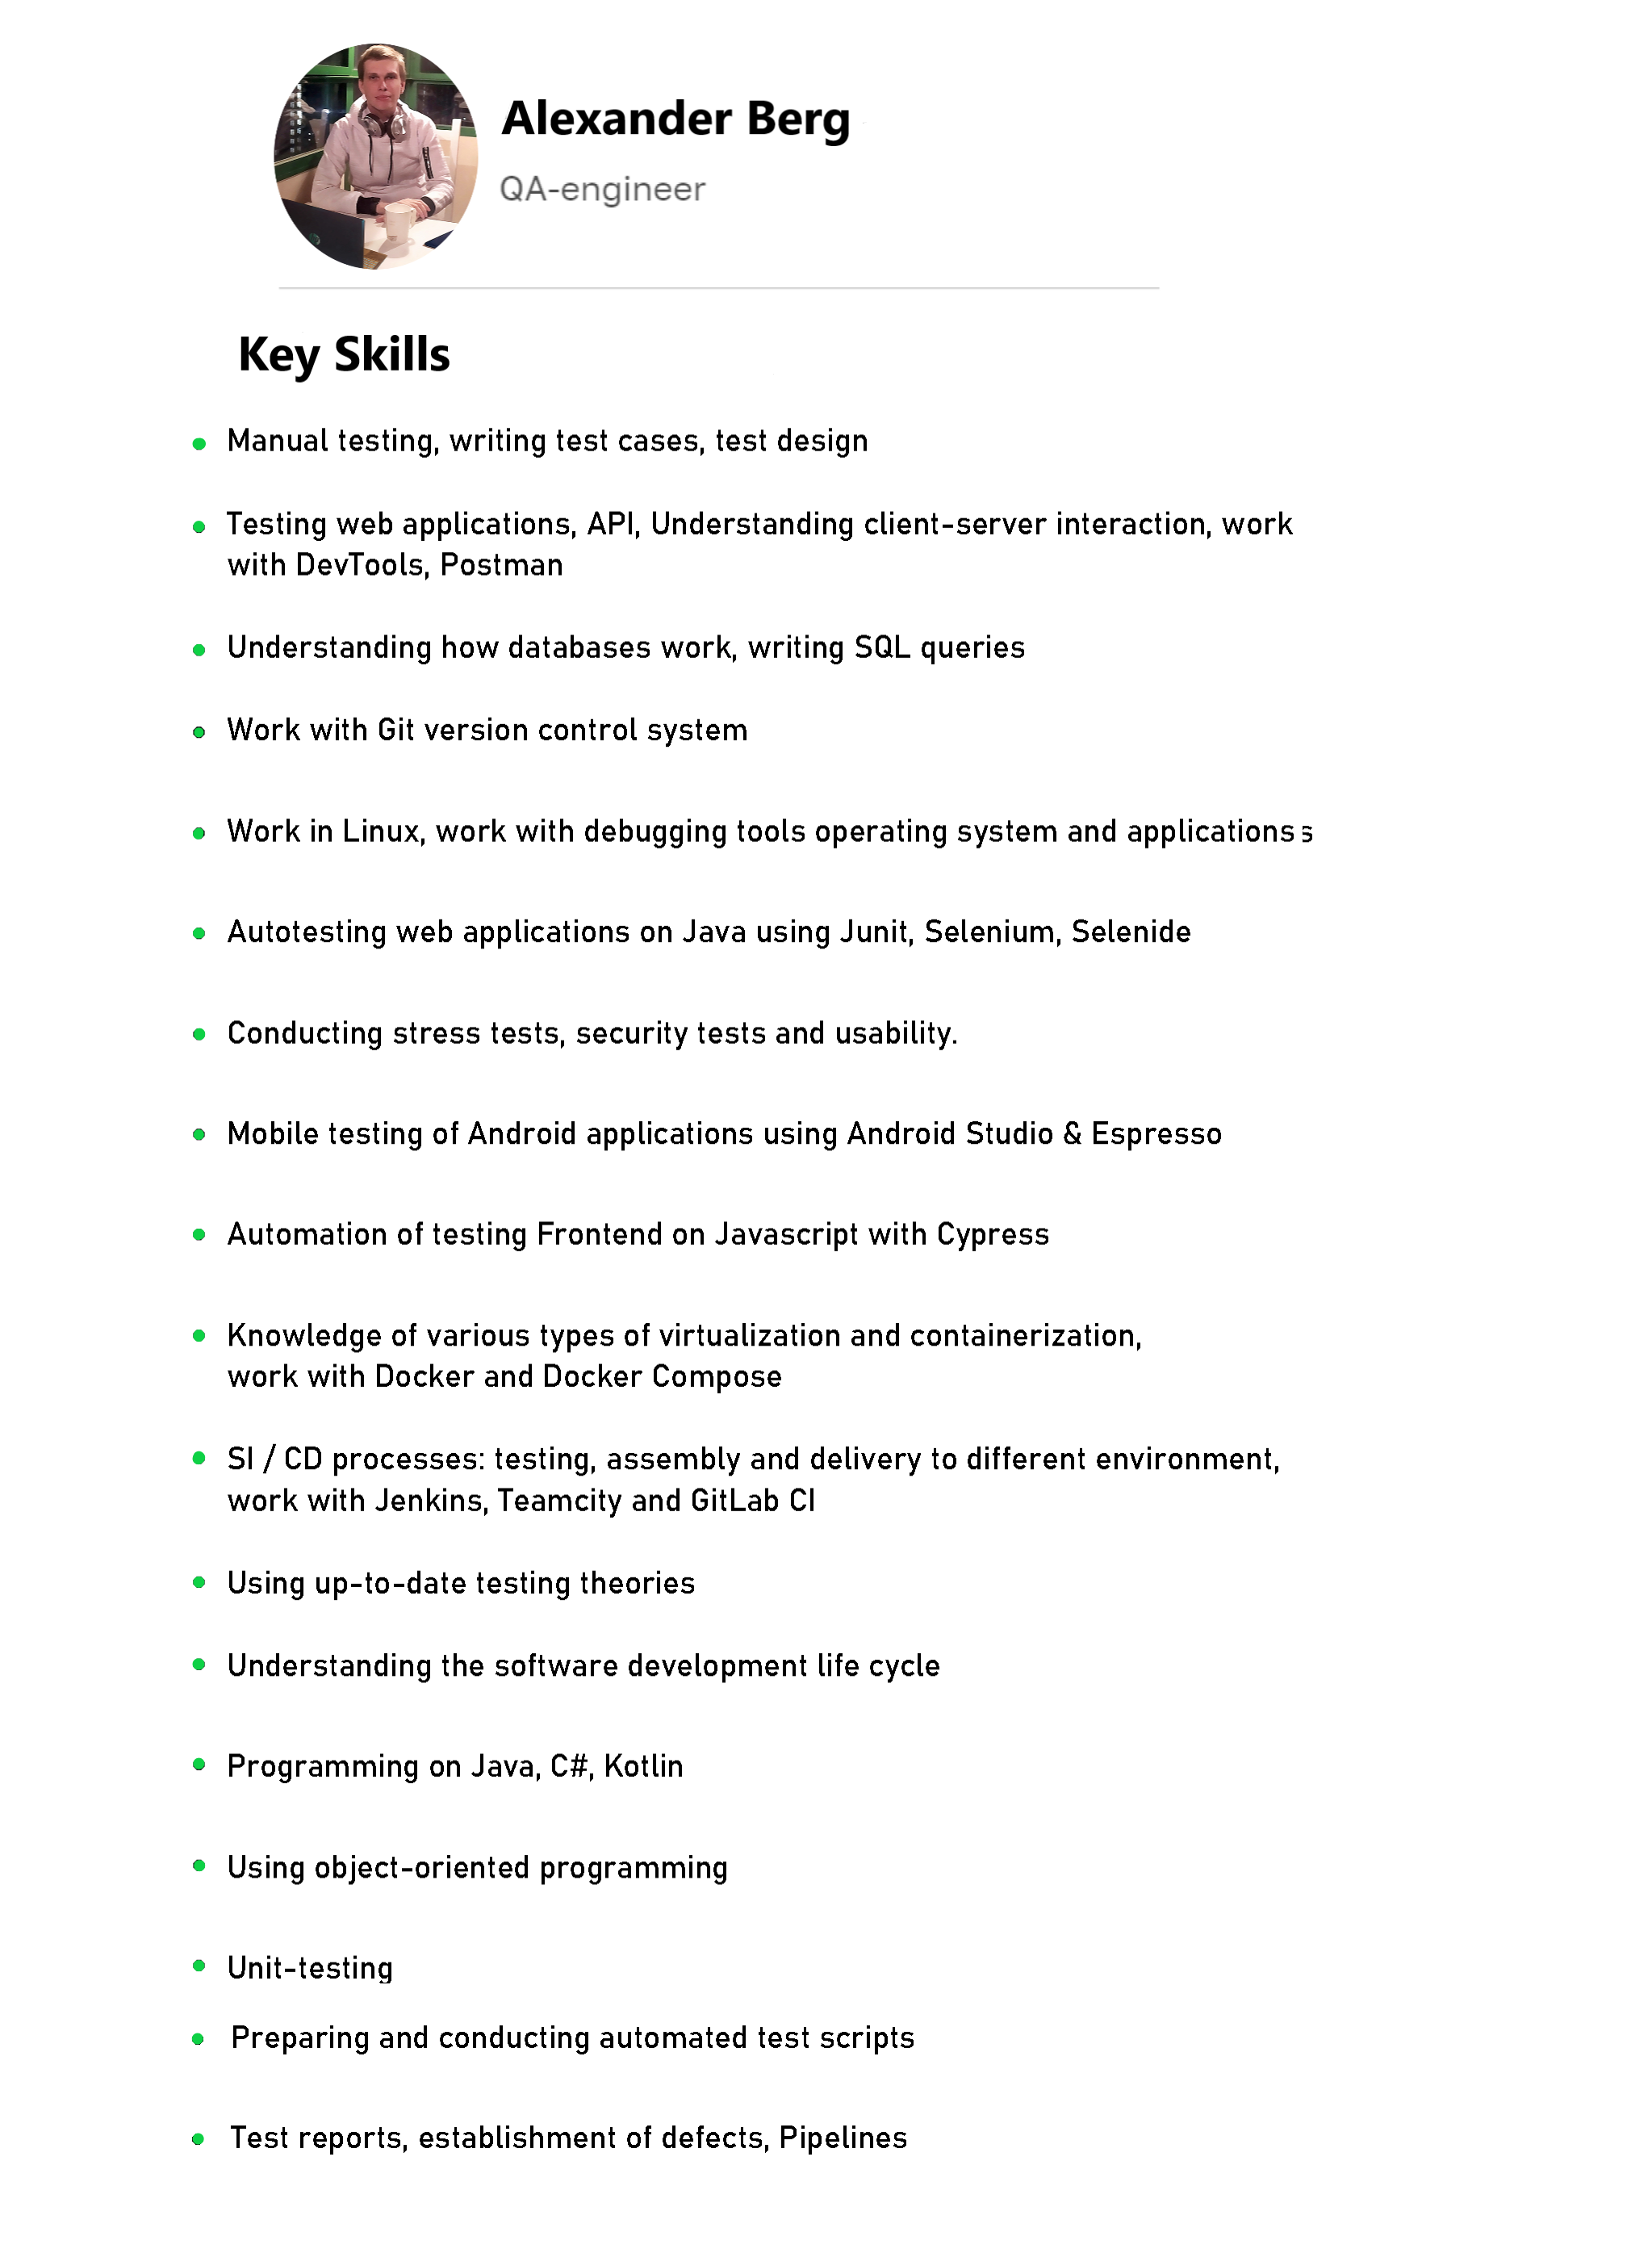 Alexander Berg
QA-engineer
Key Skills
Manual testing, writing test cases, test design
Testing web applications, API, Understanding client-server interaction, work
with DevTools, Postman
Understanding how databases work, writing SQL queries
Work with Git version control system
Work in Linux, work with debugging tools operating system and applications s
Autotesting web applications on Java using Junit, Selenium, Selenide
Conducting stress tests, security tests and usability.
Mobile testing of Android applications using Android Studio & Espresso
Automation of testing Frontend on Javascript with Cypress
Knowledge of various types of virtualization and containerization,
work with Docker and Docker Compose
SI / CD processes: testing, assembly and delivery to different environment,
work with Jenkins, Teamcity and GitLab CI
Using up-to-date testing theories
Understanding the software development life cycle
Programming on Java, C#, Kotlin
Using object-oriented programming
Unit-testing
Preparing and conducting automated test scripts
Test reports, establishment of defects, Pipelines